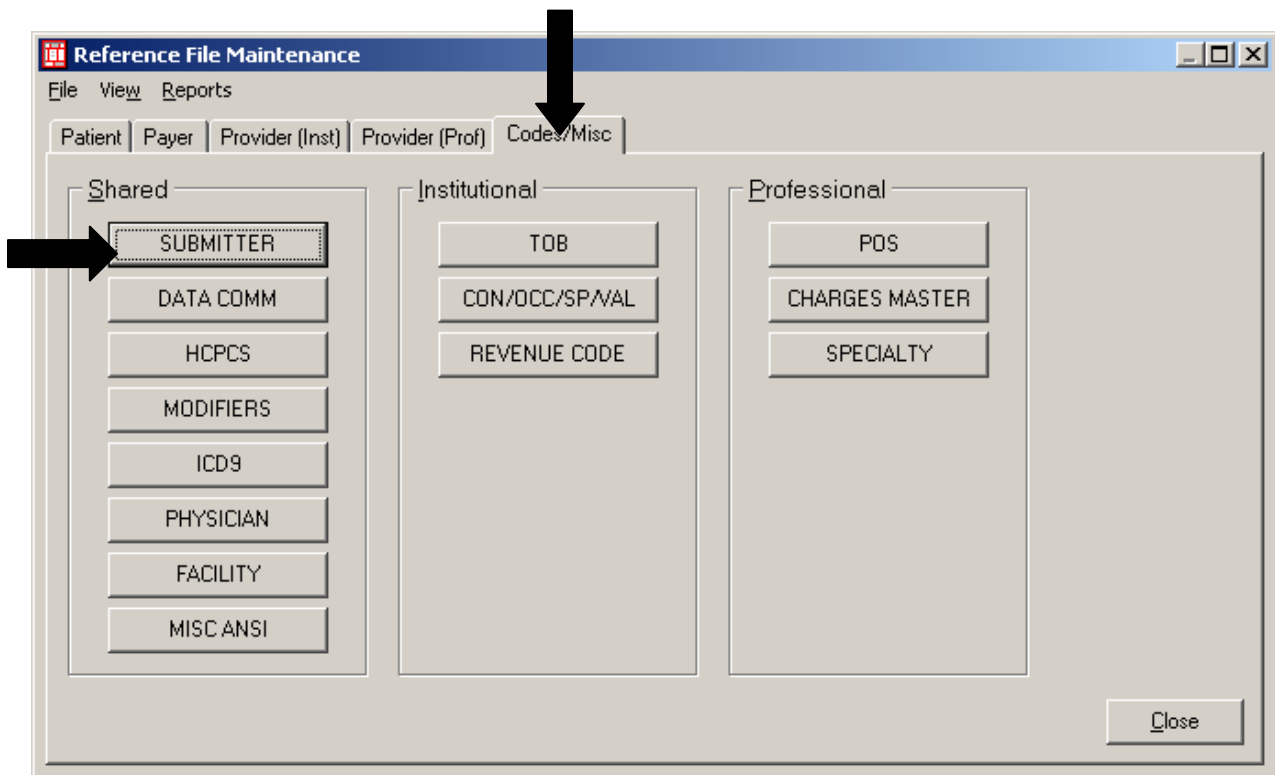 Reference File Maintenance
File View Reports
Patient Payer Provider (Inst) Provider (Prof) Codes/Misc
Shared
SUBMITTER
DATA COMM
HCPCS
MODIFIERS
ICD9
PHYSICIAN
FACILITY
MISC ANSI
Institutional
TOB
CON/OCC/SP/VAL
REVENUE CODE
Professional
POS
CHARGES MASTER
SPECIALTY
Close